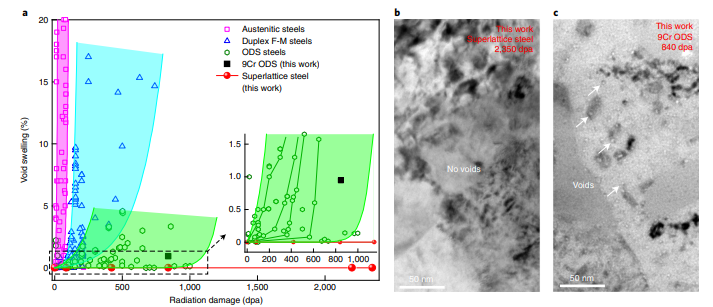 a
20
15
10
5
0
Void swelling (%)
Austenitic steels
Duplex F-M steels
ODS steels
9Cr ODS (this work)
Superlattice steel
(this work)
1.5
1.0
0.5
0
0 200 400 600 800 1,000
0 500 1,000 1,500 2,000
Radiation damage (dpa)
b
This work
Superlattice steel
2,350 dpa
No voids
50 nm
c
This work
9Cr ODS
840 dpa
Voids
50 nm